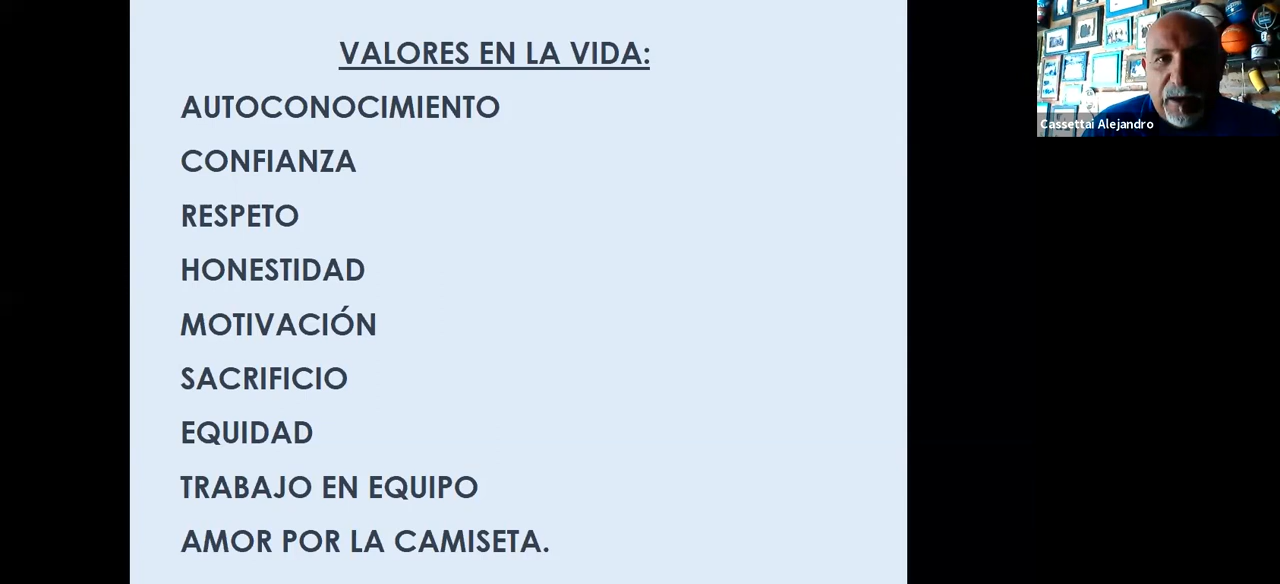 VALORES EN LA VIDA:
AUTOCONOCIMIENTO
CONFIANZA
RESPETO
HONESTIDAD
MOTIVACIÓN
SACRIFICIO
EQUIDAD
TRABAJO EN EQUIPO
AMOR POR LA CAMISETA.
Cassettai Alejandro